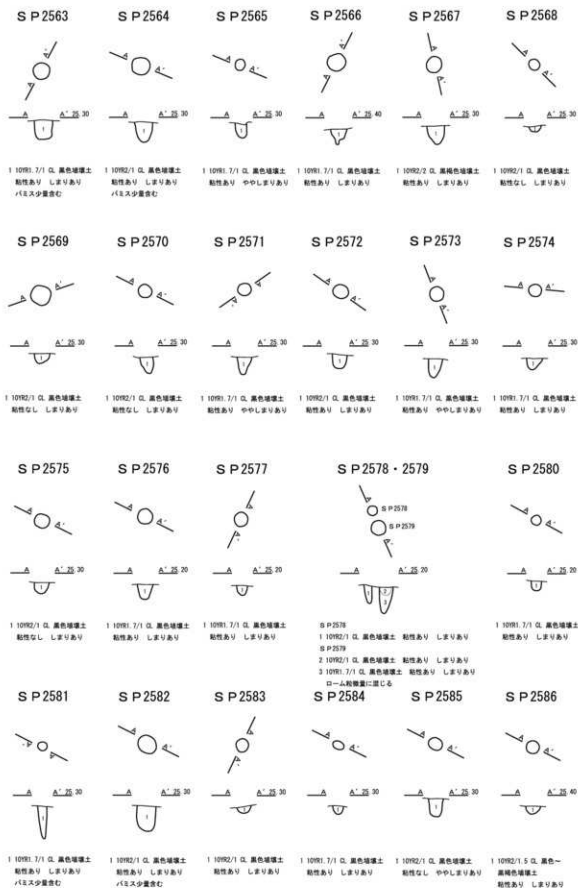 SP2563
SP2564
SP2565
SP2566
SP2567
SP2568
A A' 25.30
A A' 25.30
A A' 25.30
A A' 25.40
A A' 25.30
A A' 25.30
1 10YR1.7/1 CL 黒色埴壌土
粘性あり しまりあり
パミス少量含む
1 10YR2/1 CL 黒色埴壌土
粘性あり しまりあり
パミス少量含む
1 10YR1.7/1 CL 黒色埴壌土
粘性あり ややしまりあり
1 10YR1.7/1 CL 黒色埴壌土
粘性あり しまりあり
1 10YR2/2 CL 黒褐色埴壌土
粘性あり しまりあり
1 10YR2/1 CL 黒色埴壌土
粘性なし しまりあり
SP2569
SP2570
SP2571
SP2572
SP2573
SP2574
A A' 25.30
A A' 25.30
A A' 25.30
A A' 25.30
A A' 25.30
A A' 25.30
1 10YR2/1 CL 黒色埴壌土
粘性なし しまりあり
1 10YR2/1 CL 黒色埴壌土
粘性なし しまりあり
1 10YR1.7/1 CL 黒色埴壌土
粘性あり ややしまりあり
1 10YR2/1 CL 黒色埴壌土
粘性あり しまりあり
1 10YR1.7/1 CL 黒色埴壌土
粘性あり ややしまりあり
1 10YR1.7/1 CL 黒色埴壌土
粘性あり しまりあり
SP2575
SP2576
SP2577
SP2578・2579
SP2580
SP2578
SP2579
A A' 25.30
A A' 25.20
A A' 25.20
A A' 25.20
A A' 25.20
1 10YR2/1 CL 黒色埴壌土
粘性なし しまりあり
1 10YR1.7/1 CL 黒色埴壌土
粘性あり しまりあり
1 10YR1.7/1 CL 黒色埴壌土
粘性あり しまりあり
SP2578
1 10YR2/1 CL 黒色埴壌土 粘性あり しまりあり
SP2579
2 10YR2/1 CL 黒色埴壌土 粘性あり しまりあり
3 10YR1.7/1 CL 黒色埴壌土 粘性あり しまりあり
ローム粒微量に混じる
1 10YR1.7/1 CL 黒色埴壌土
粘性あり しまりあり
SP2581
SP2582
SP2583
SP2584
SP2585
SP2586
A A' 25.30
A A' 25.30
A A' 25.30
A A' 25.30
A A' 25.30
A A' 25.40
1 10YR1.7/1 CL 黒色埴壌土
粘性あり しまりあり
パミス少量含む
1 10YR2/1 CL 黒色埴壌土
粘性あり しまりあり
パミス少量含む
1 10YR2/1 CL 黒色埴壌土
粘性あり しまりあり
1 10YR1.7/1 CL 黒色埴壌土
粘性あり しまりあり
1 10YR2/1 CL 黒色埴壌土
粘性なし ややしまりあり
1 10YR2/1.5 CL 黒色～
黒褐色埴壌土
粘性あり しまりあり